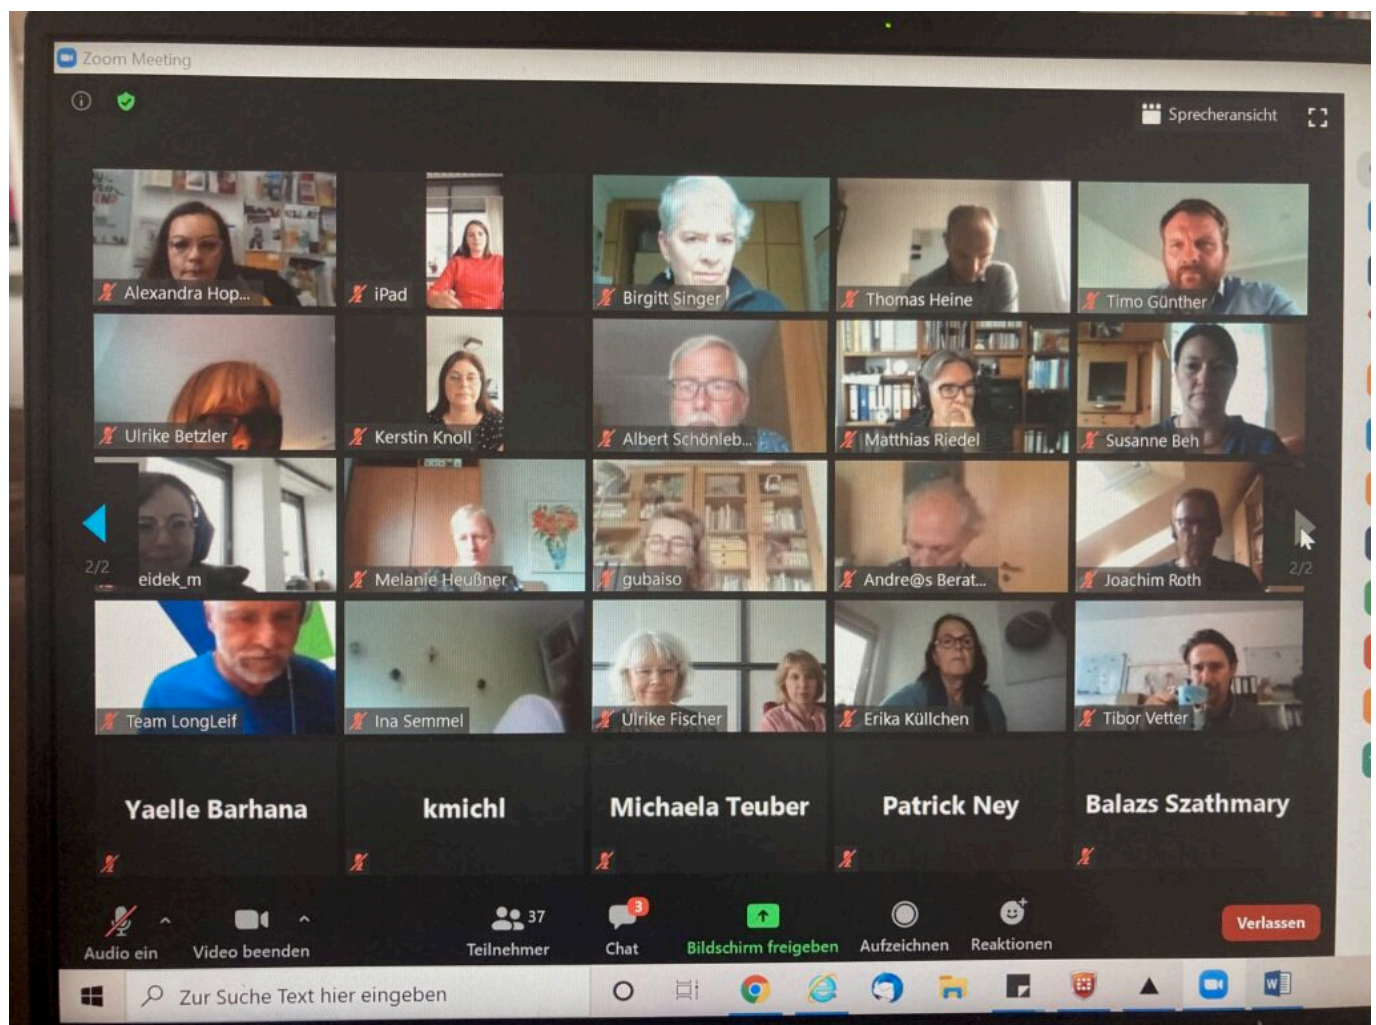 Zoom Meeting
Sprecheransicht
Alexandra Hop...
iPad
Birgitt Singer
Thomas Heine
Timo Günther
Ulrike Betzler
Kerstin Knoll
Albert Schönleb...
Matthias Riedel
Susanne Beh
2/2
eidek_m
Melanie Heußner
gubaiso
Andre@s Berat...
Joachim Roth
2/2
Team LongLeif
Ina Semmel
Ulrike Fischer
Erika Küllchen
Tibor Vetter
Yaelle Barhana
kmichl
Michaela Teuber
Patrick Ney
Balazs Szathmary
Audio ein
Video beenden
37
Teilnehmer
3
Chat
Bildschirm freigeben
Aufzeichnen
Reaktionen
Verlassen
Zur Suche Text hier eingeben
W